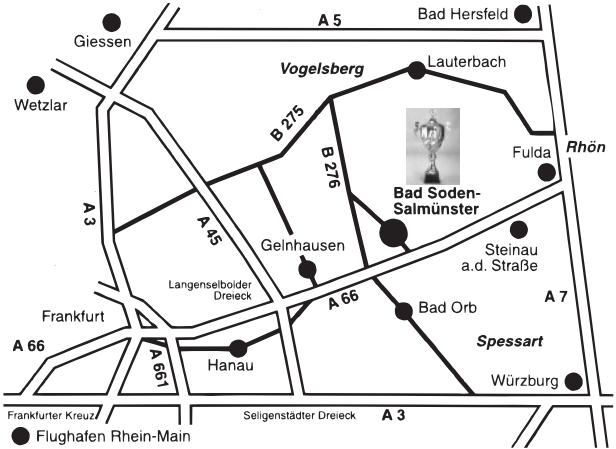 A 5
Bad Hersfeld
Giessen
Vogelsberg
Lauterbach
Wetzlar
B 275
B 276
Fulda
Rhön
Bad Soden-
Salmünster
A 3
A 45
Gelnhausen
Steinau
a.d. Straße
Langenselbolder
Dreieck
A 66
A 7
Frankfurt
Bad Orb
A 66
A 661
Hanau
Spessart
Würzburg
Frankfurter Kreuz
Seligenstädter Dreieck
A 3
Flughafen Rhein-Main